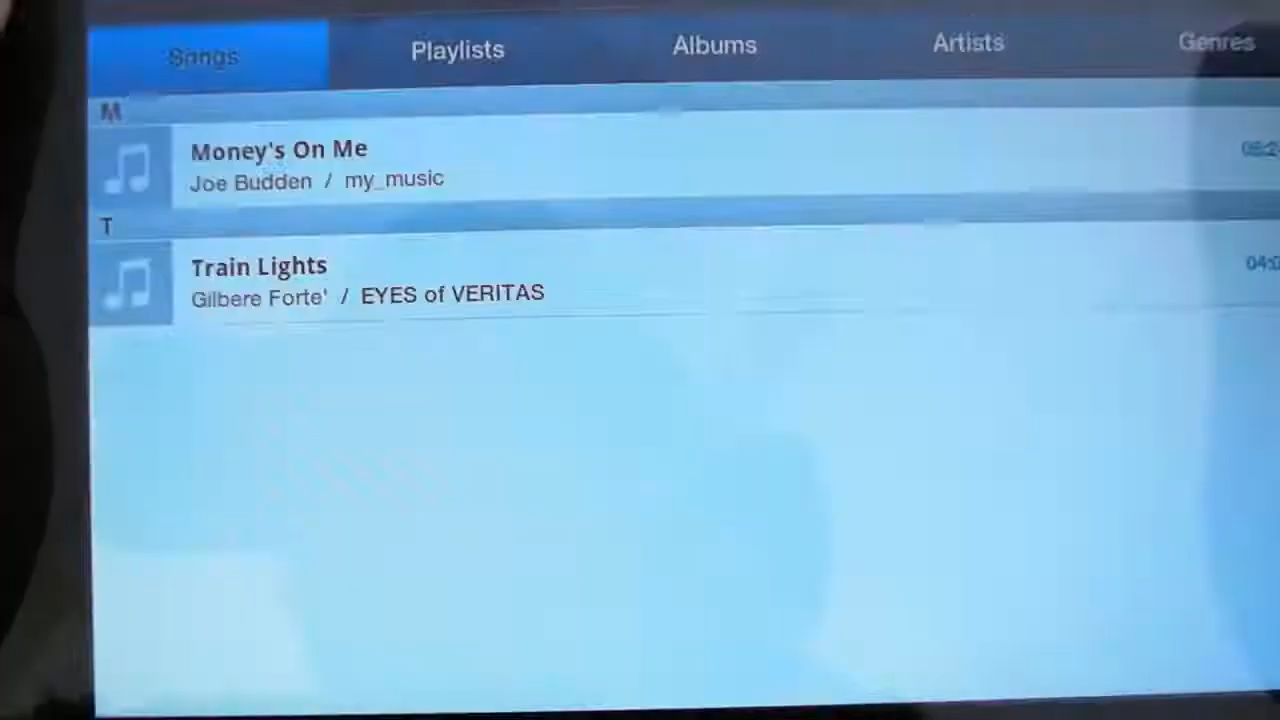 Songs Playlists Albums Artists Genres
M
Money's On Me
Joe Budden / my_music
T
Train Lights
Gilbere Forte' / EYES of VERITAS